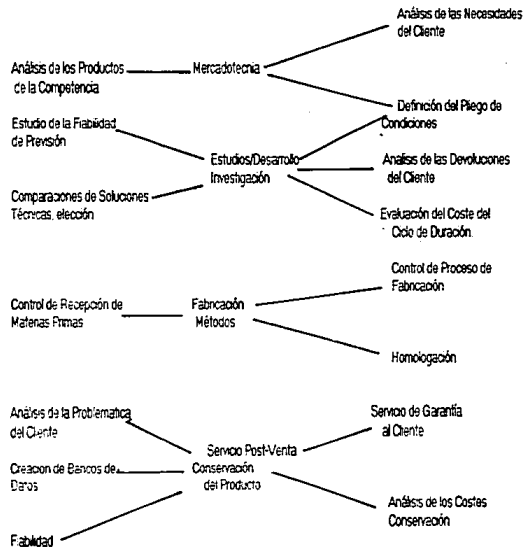 Análisis de las Necesidades
del Cliente
Análisis de los Productos
de la Competencia
Mercadotecnia
Definición del Pliego de
Condiciones
Estudio de la Fiabilidad
de Previsión
Estudios/Desarrollo
Investigación
Analisis de las Devoluciones
del Cliente
Comparaciones de Soluciones
Técnicas, elección
Evaluación del Coste del
Ciclo de Duración.
Control de Proceso de
Fabricación
Control de Recepción de
Materias Primas
Fabricación
Métodos
Homologación
Análisis de la Problematica
del Cliente
Servicio de Garantía
al Cliente
Servicio Post-Venta
Conservación
del Producto
Creacion de Bancos de
Datos
Análisis de los Costes
Conservación
Fiabilidad